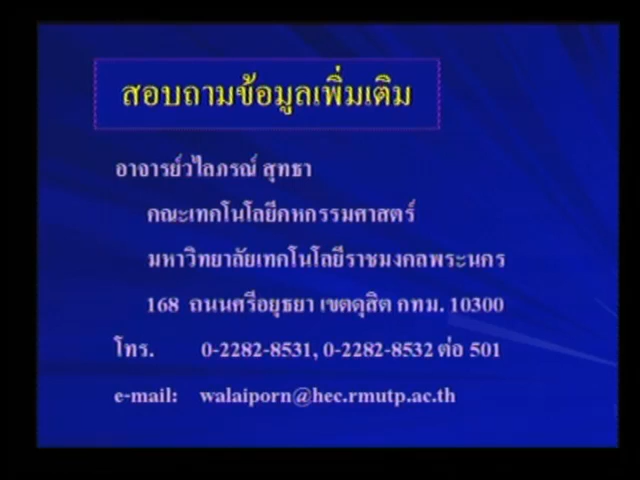 สอบถามข้อมูลเพิ่มเติม
อาจารย์วไลภรณ์ สุทธา
คณะเทคโนโลยีคหกรรมศาสตร์
มหาวิทยาลัยเทคโนโลยีราชมงคลพระนคร
168 ถนนศรีอยุธยา เขตดุสิต กทม. 10300
โทร. 0-2282-8531, 0-2282-8532 ต่อ 501
e-mail: walaiporn@hec.rmutp.ac.th